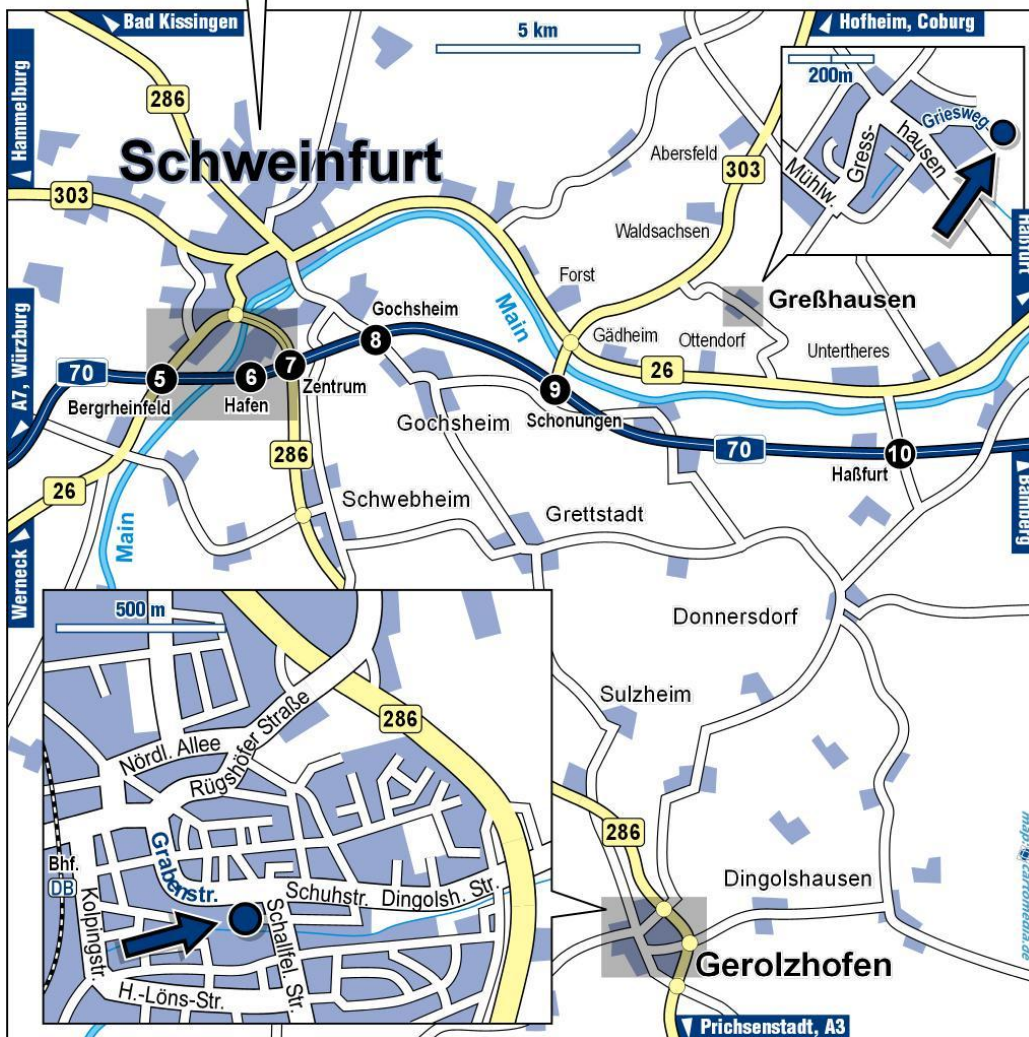 Bad Kissingen
5 km
Hofheim, Coburg
Hammelburg
286
200m
Griesweg
Gress-
hausen
Mühlw.
Schweinfurt
Abersfeld
303
303
Waldsachsen
Haßfurt
Forst
Main
Greßhausen
A7, Würzburg
Gochsheim
8
Gädheim
Ottendorf
Untertheres
70
5
6
7
Zentrum
26
Bergrheinfeld
Hafen
9
Schonungen
Gochsheim
70
10
Haßfurt
286
26
Schwebheim
Grettstadt
Main
Bamberg
Werneck
500 m
Donnersdorf
Sulzheim
286
Nördl. Allee
Rügshöfer Straße
286
Bhf.
DB
Grabenstr.
Kolpingstr.
Schuhstr.
Dingolsh. Str.
Schallfel. Str.
H.-Löns-Str.
Dingolshausen
Gerolzhofen
Prichsenstadt, A3